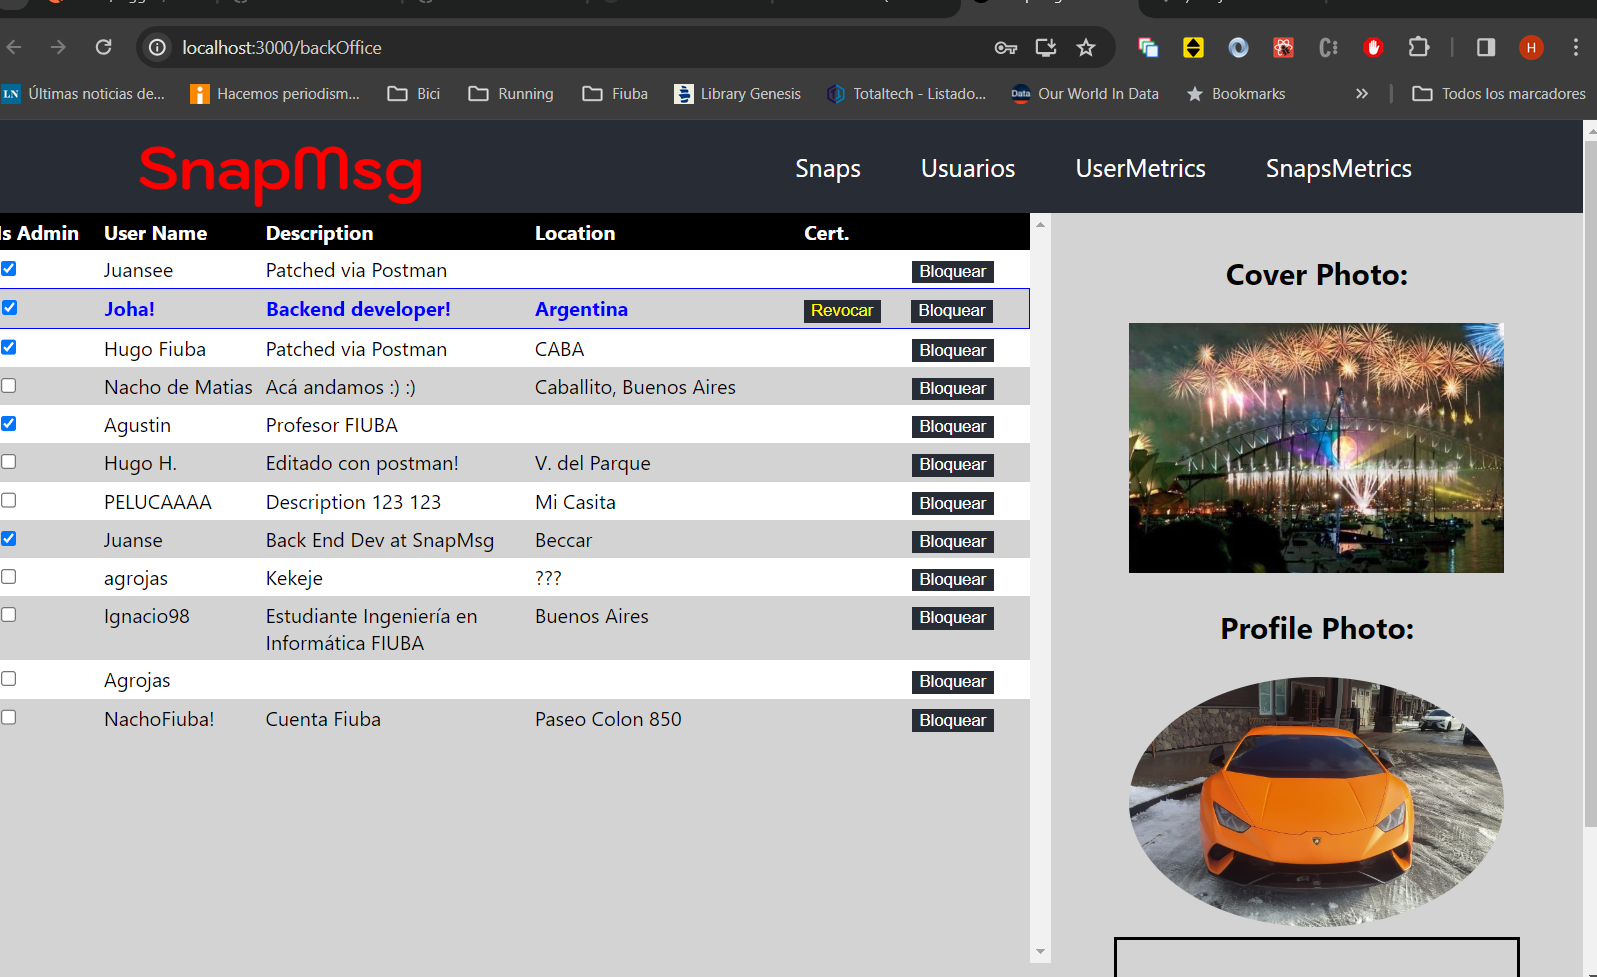 localhost:3000/backOffice
H
LN Últimas noticias de... Hacemos periodism... Bici Running Fiuba Library Genesis Totaltech - Listado... Data Our World In Data Bookmarks » Todos los marcadores
SnapMsg Snaps Usuarios UserMetrics SnapsMetrics
Is Admin User Name Description Location Cert.
Juansee Patched via Postman Bloquear
Joha! Backend developer! Argentina Revocar Bloquear
Hugo Fiuba Patched via Postman CABA Bloquear
Nacho de Matias Acá andamos :) :) Caballito, Buenos Aires Bloquear
Agustin Profesor FIUBA Bloquear
Hugo H. Editado con postman! V. del Parque Bloquear
PELUCAAAA Description 123 123 Mi Casita Bloquear
Juanse Back End Dev at SnapMsg Beccar Bloquear
agrojas Kekeje ??? Bloquear
Ignacio98 Estudiante Ingeniería en Buenos Aires Bloquear
Informática FIUBA
Agrojas Bloquear
NachoFiuba! Cuenta Fiuba Paseo Colon 850 Bloquear
Cover Photo:
Profile Photo: